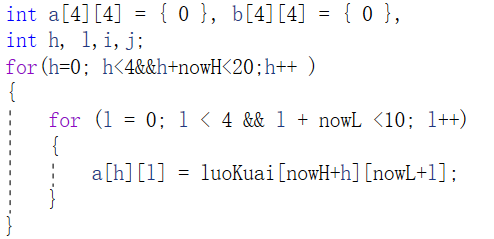 int a[4][4] = { 0 }, b[4][4] = { 0 },
int h, l,i,j;
for(h=0; h<4&&h+nowH<20;h++ )
{
for (l = 0; l < 4 && l + nowL <10; l++)
{
a[h][l] = luoKuai[nowH+h][nowL+l];
}
}